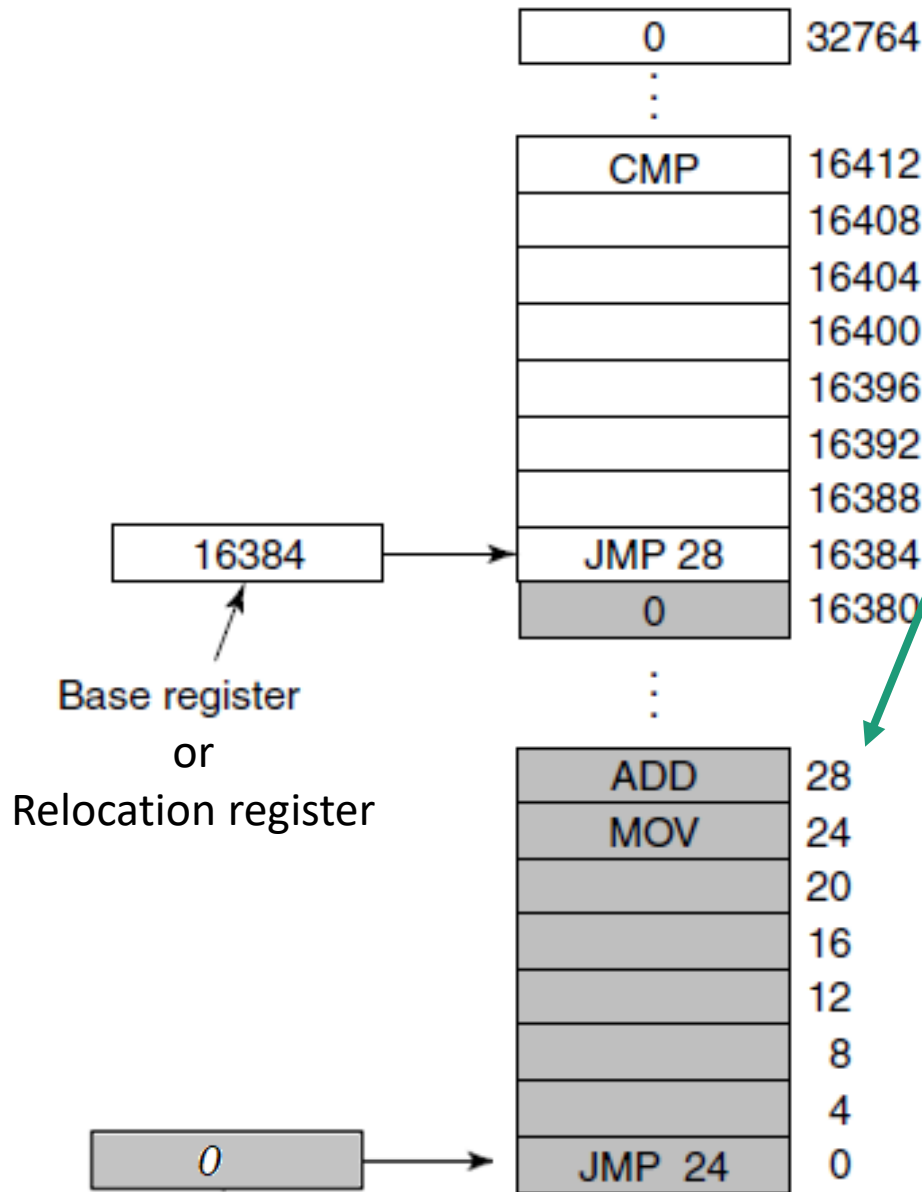 0 32764
CMP 16412
16408
16404
16400
16396
16392
16388
16384 JMP 28 16384
0 16380
Base register
or
Relocation register
ADD 28
MOV 24
20
16
12
8
4
0 JMP 24 0